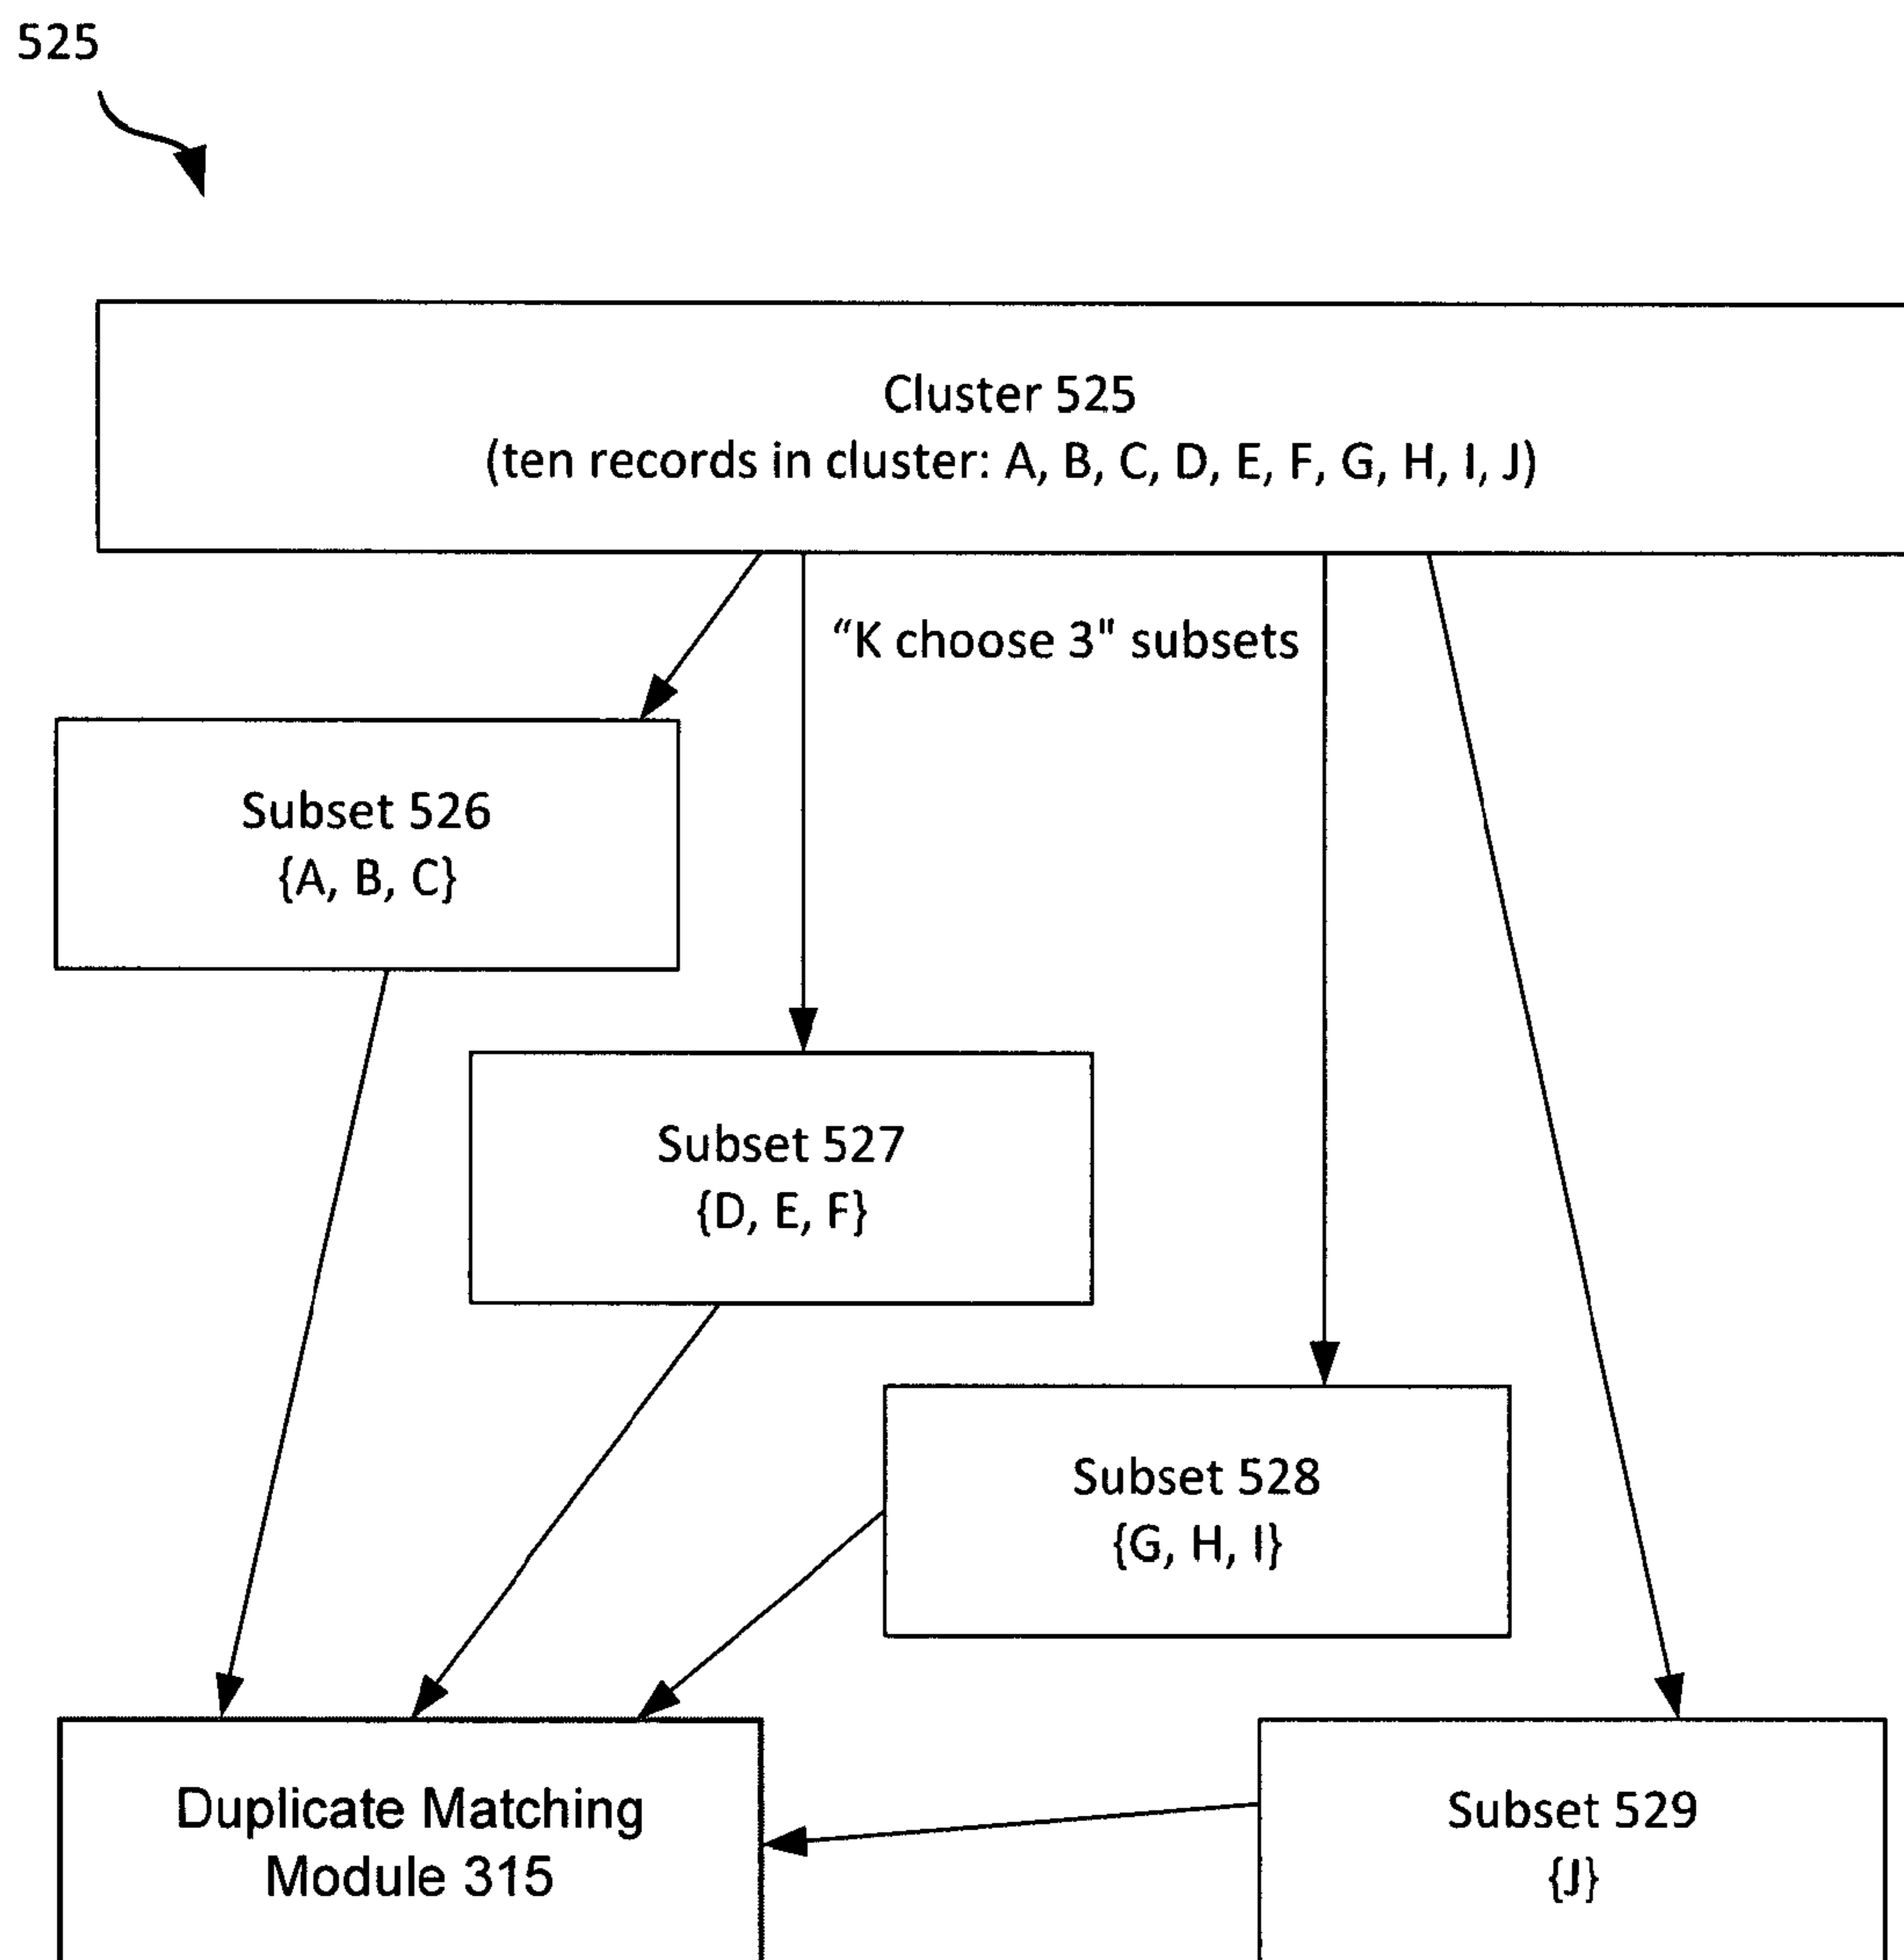 525
Cluster 525
(ten records in cluster: A, B, C, D, E, F, G, H, I, J)
“K choose 3" subsets
Subset 526
{A, B, C}
Subset 527
{D, E, F}
Subset 528
{G, H, I}
Duplicate Matching
Module 315
Subset 529
{J}